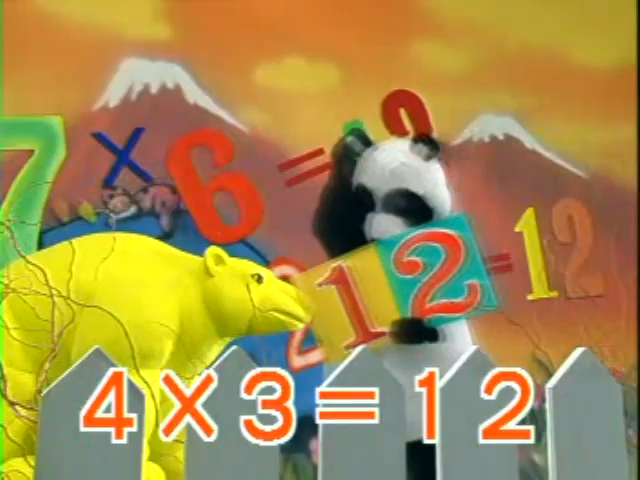 7 × 6 = ?
12
= 12
4×3=12